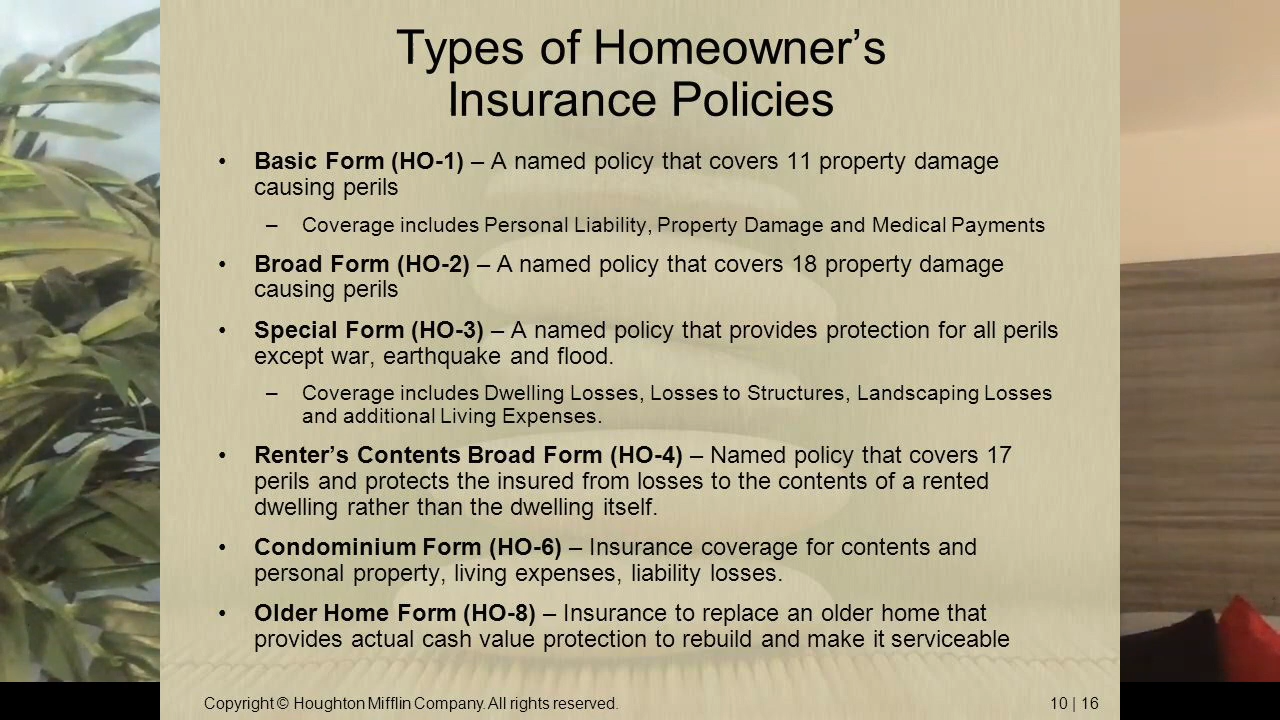 Types of Homeowner’s
Insurance Policies
• Basic Form (HO-1) – A named policy that covers 11 property damage
causing perils
– Coverage includes Personal Liability, Property Damage and Medical Payments
• Broad Form (HO-2) – A named policy that covers 18 property damage
causing perils
• Special Form (HO-3) – A named policy that provides protection for all perils
except war, earthquake and flood.
– Coverage includes Dwelling Losses, Losses to Structures, Landscaping Losses
and additional Living Expenses.
• Renter’s Contents Broad Form (HO-4) – Named policy that covers 17
perils and protects the insured from losses to the contents of a rented
dwelling rather than the dwelling itself.
• Condominium Form (HO-6) – Insurance coverage for contents and
personal property, living expenses, liability losses.
• Older Home Form (HO-8) – Insurance to replace an older home that
provides actual cash value protection to rebuild and make it serviceable
Copyright © Houghton Mifflin Company. All rights reserved.
10 | 16